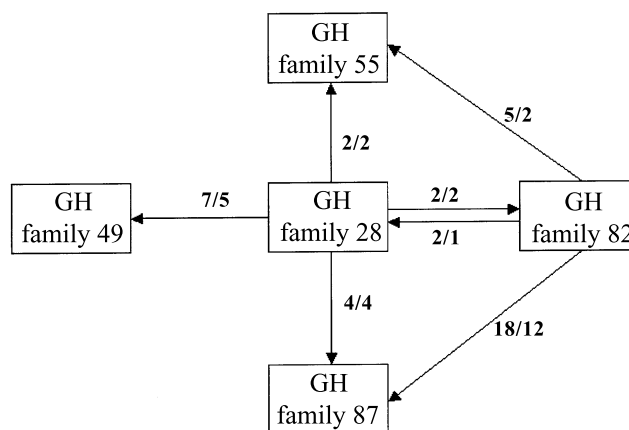 GH
family 55
5/2
2/2
GH
family 49
7/5
GH
family 28
2/2
2/1
GH
family 82
4/4
18/12
GH
family 87